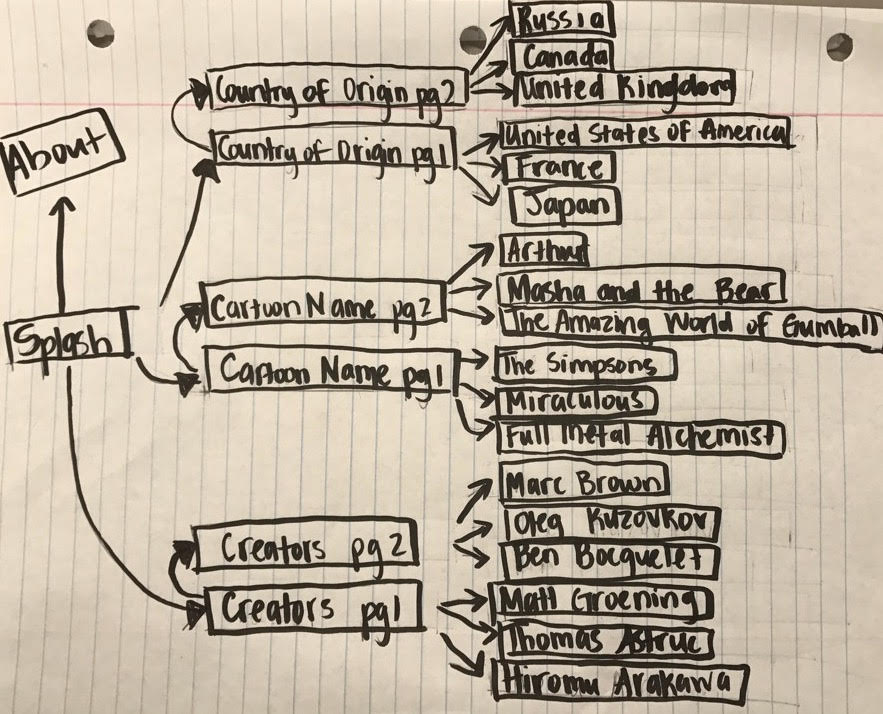 Russia
Canada
United Kingdom
Country of Origin pg2
United States of America
Country of Origin pg1
France
Japan
About
Arthur
Masha and the Bear
Cartoon Name pg2
The Amazing World of Gumball
Splash
The Simpsons
Cartoon Name pg1
Miraculous
Full Metal Alchemist
Marc Brown
Oleg Kuzovkov
Creators pg2
Ben Bocquelet
Matt Groening
Creators pg1
Thomas Astruc
Hiromu Arakawa